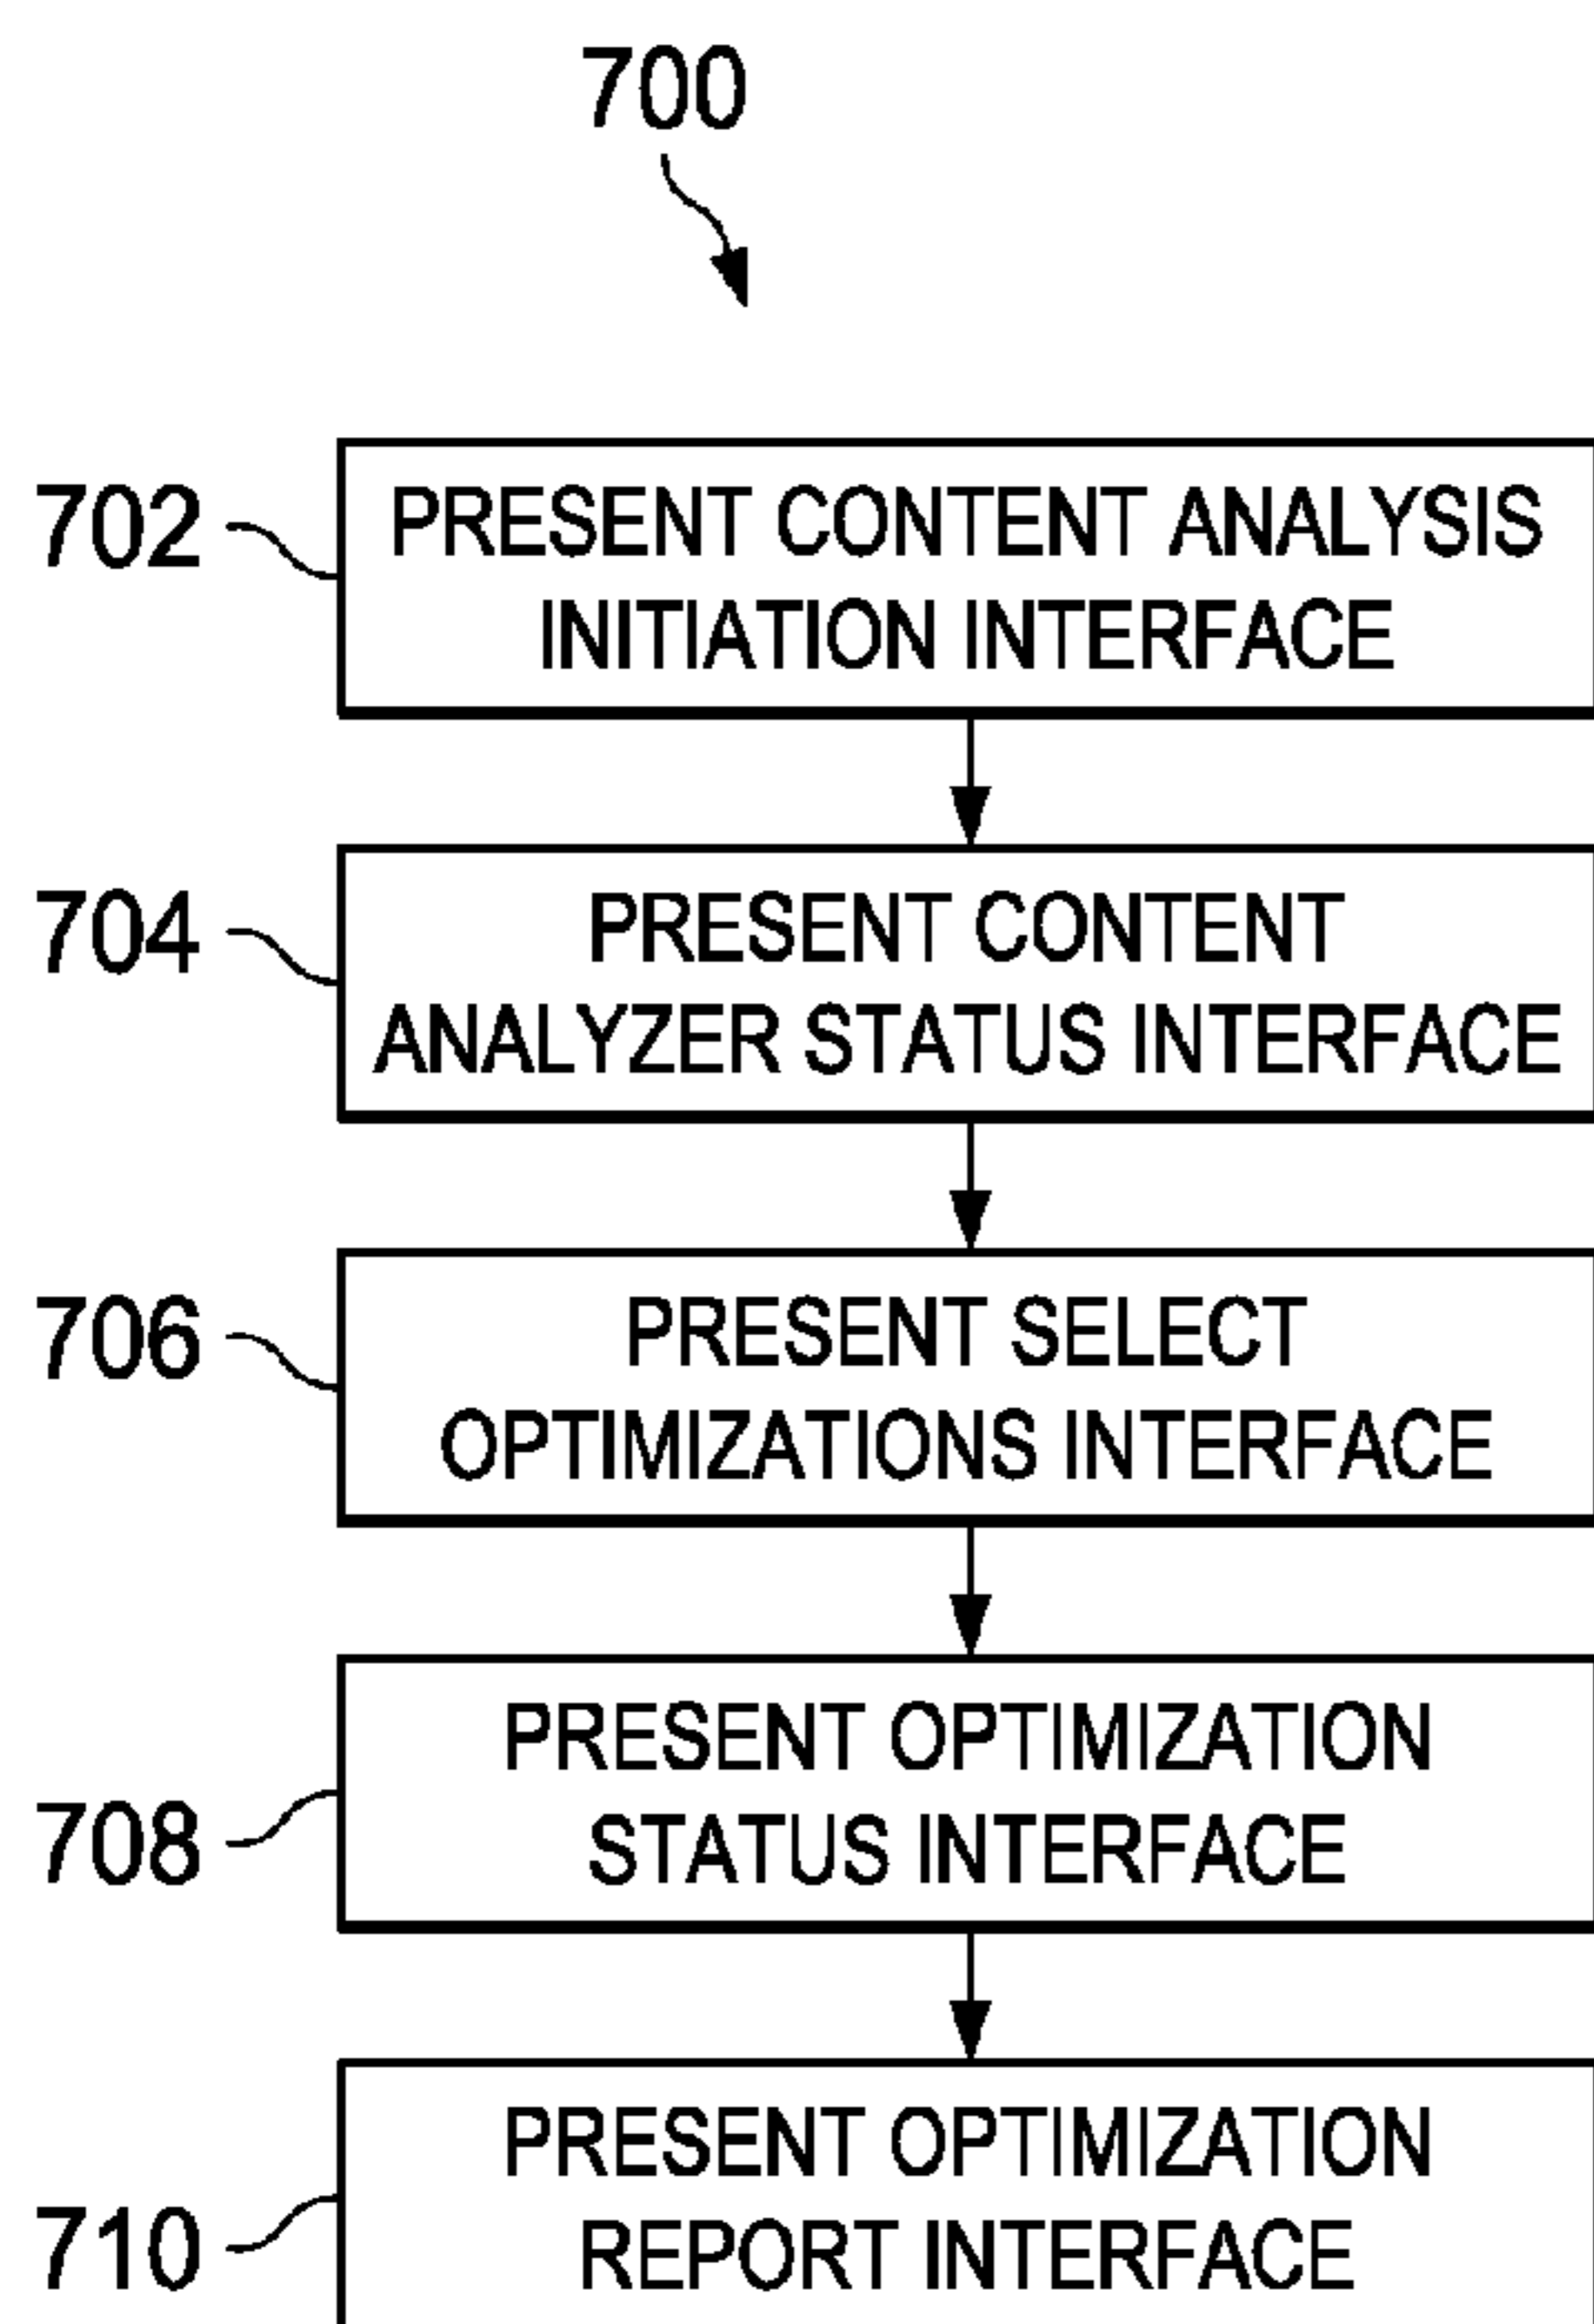 700
702
PRESENT CONTENT ANALYSIS
INITIATION INTERFACE
704
PRESENT CONTENT
ANALYZER STATUS INTERFACE
706
PRESENT SELECT
OPTIMIZATIONS INTERFACE
708
PRESENT OPTIMIZATION
STATUS INTERFACE
710
PRESENT OPTIMIZATION
REPORT INTERFACE